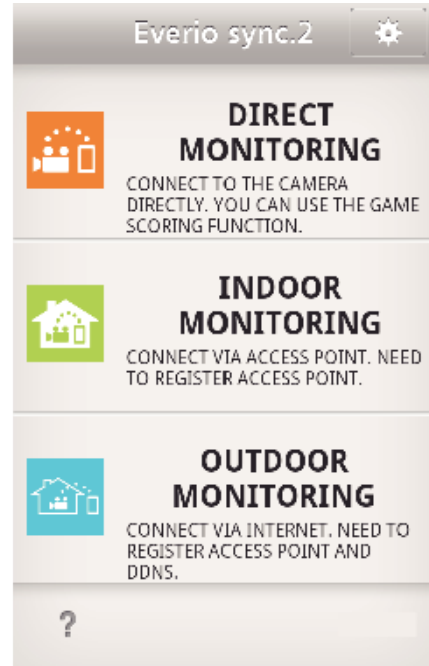 Everio sync.2
DIRECT
MONITORING
CONNECT TO THE CAMERA
DIRECTLY. YOU CAN USE THE GAME
SCORING FUNCTION.
INDOOR
MONITORING
CONNECT VIA ACCESS POINT. NEED
TO REGISTER ACCESS POINT.
OUTDOOR
MONITORING
CONNECT VIA INTERNET. NEED TO
REGISTER ACCESS POINT AND
DDNS.
?